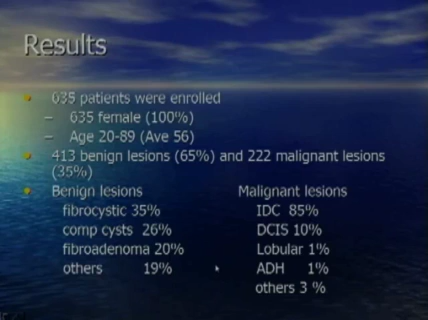 Results
635 patients were enrolled
– 635 female (100%)
– Age 20-89 (Ave 56)
413 benign lesions (65%) and 222 malignant lesions
(35%)
Benign lesions Malignant lesions
fibrocystic 35% IDC 85%
comp cysts 26% DCIS 10%
fibroadenoma 20% Lobular 1%
others 19% ADH 1%
others 3 %